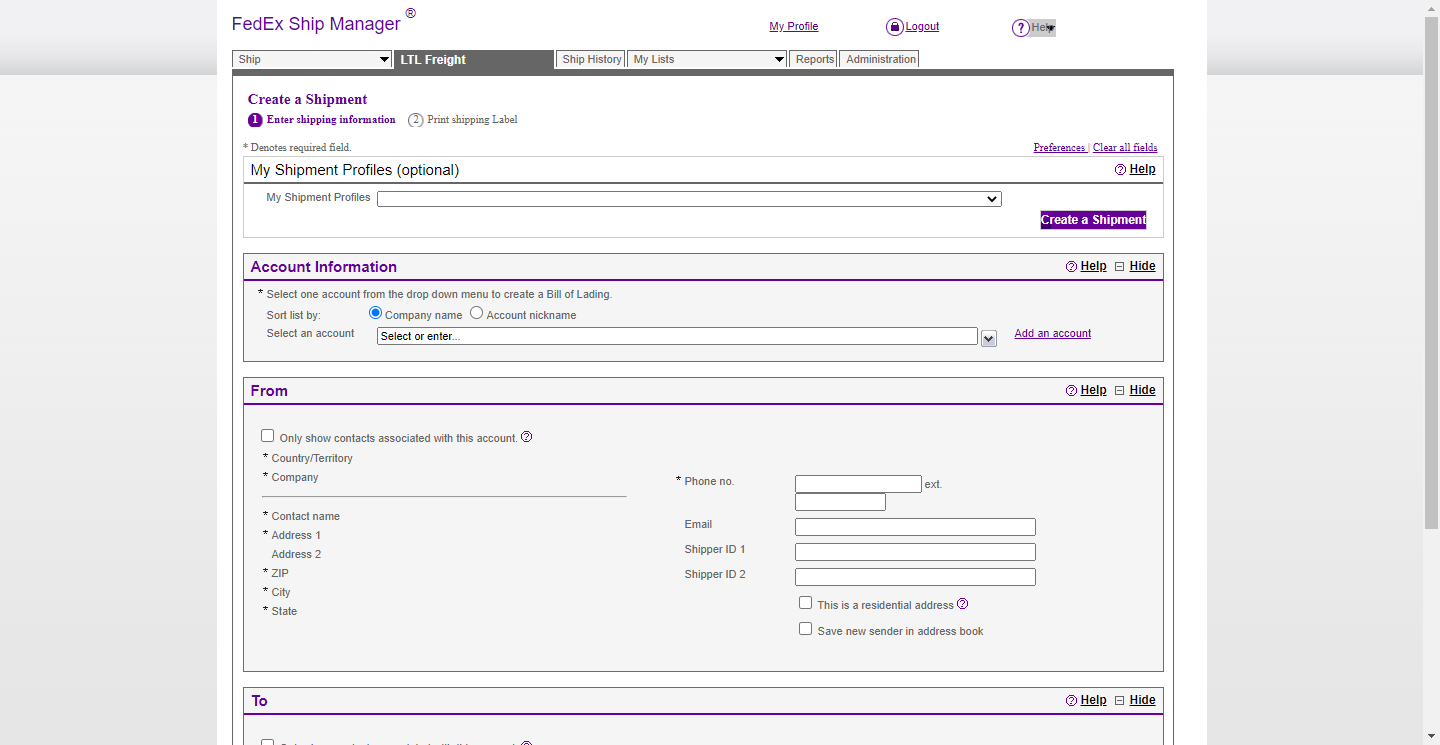 FedEx Ship Manager ®
My Profile
Logout
? Help
Ship
LTL Freight
Ship History
My Lists
Reports
Administration
Create a Shipment
1 Enter shipping information 2 Print shipping Label
* Denotes required field.
Preferences | Clear all fields
My Shipment Profiles (optional)
? Help
My Shipment Profiles
Create a Shipment
Account Information
? Help Hide
* Select one account from the drop down menu to create a Bill of Lading.
Sort list by: Company name Account nickname
Select an account Select or enter... Add an account
From
? Help Hide
Only show contacts associated with this account. ?
* Country/Territory
* Company
* Contact name
* Address 1
Address 2
* ZIP
* City
* State
* Phone no. ext.
Email
Shipper ID 1
Shipper ID 2
This is a residential address ?
Save new sender in address book
To
? Help Hide